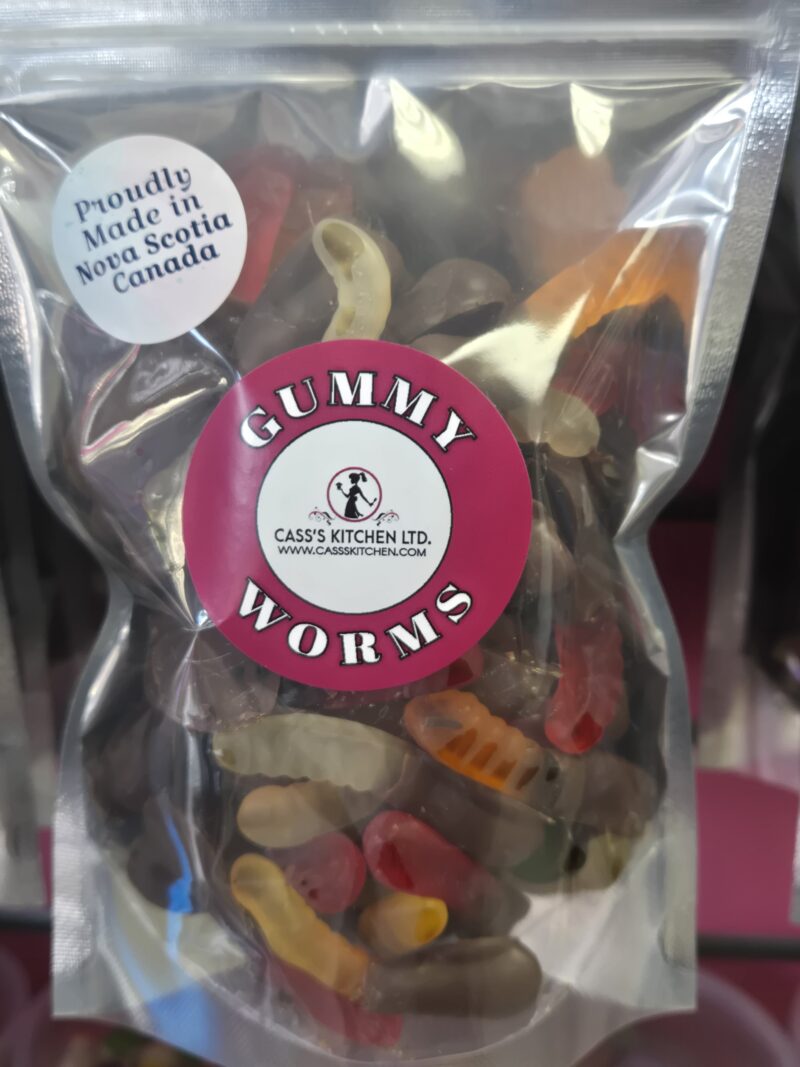 Proudly
Made in
Nova Scotia
Canada
GUMMY
CASS'S KITCHEN LTD.
WWW.CASSSKITCHEN.COM
WORMS